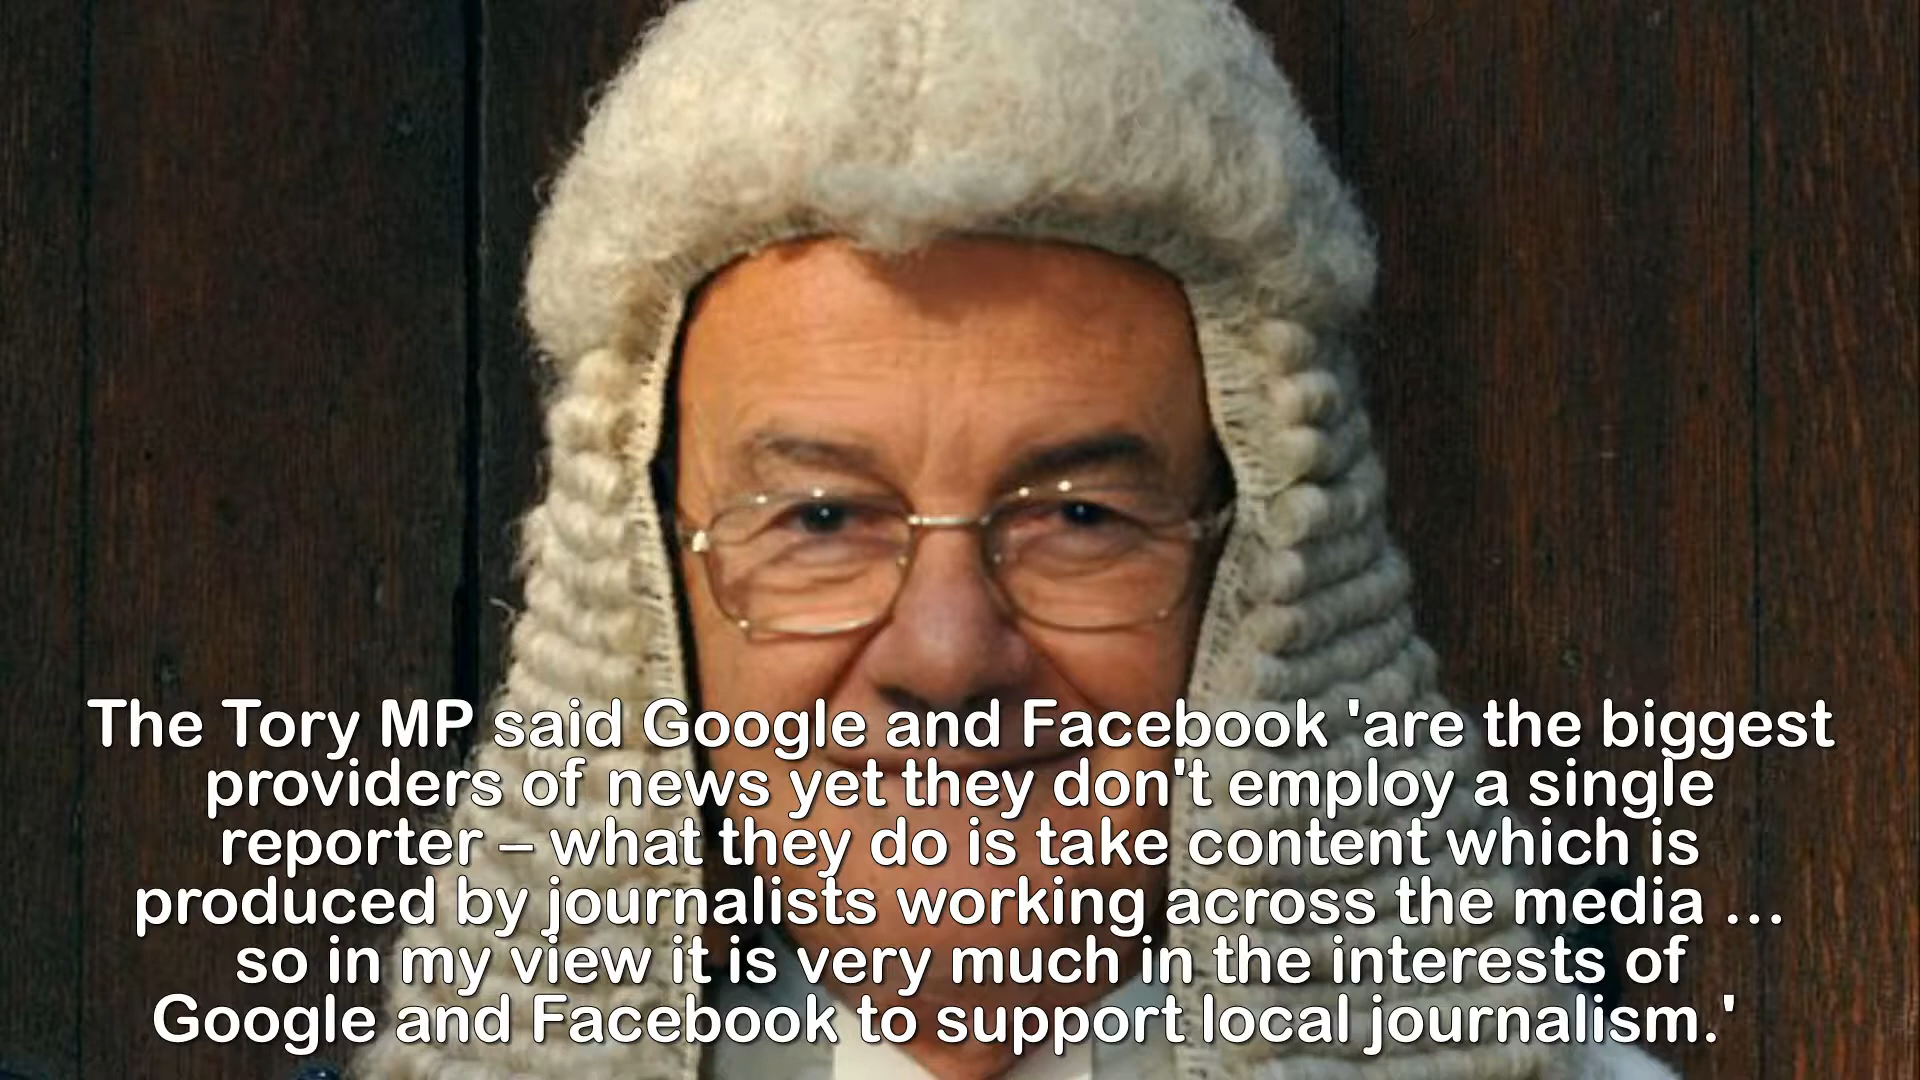 The Tory MP said Google and Facebook 'are the biggest
providers of news yet they don't employ a single
reporter – what they do is take content which is
produced by journalists working across the media …
so in my view it is very much in the interests of
Google and Facebook to support local journalism.'